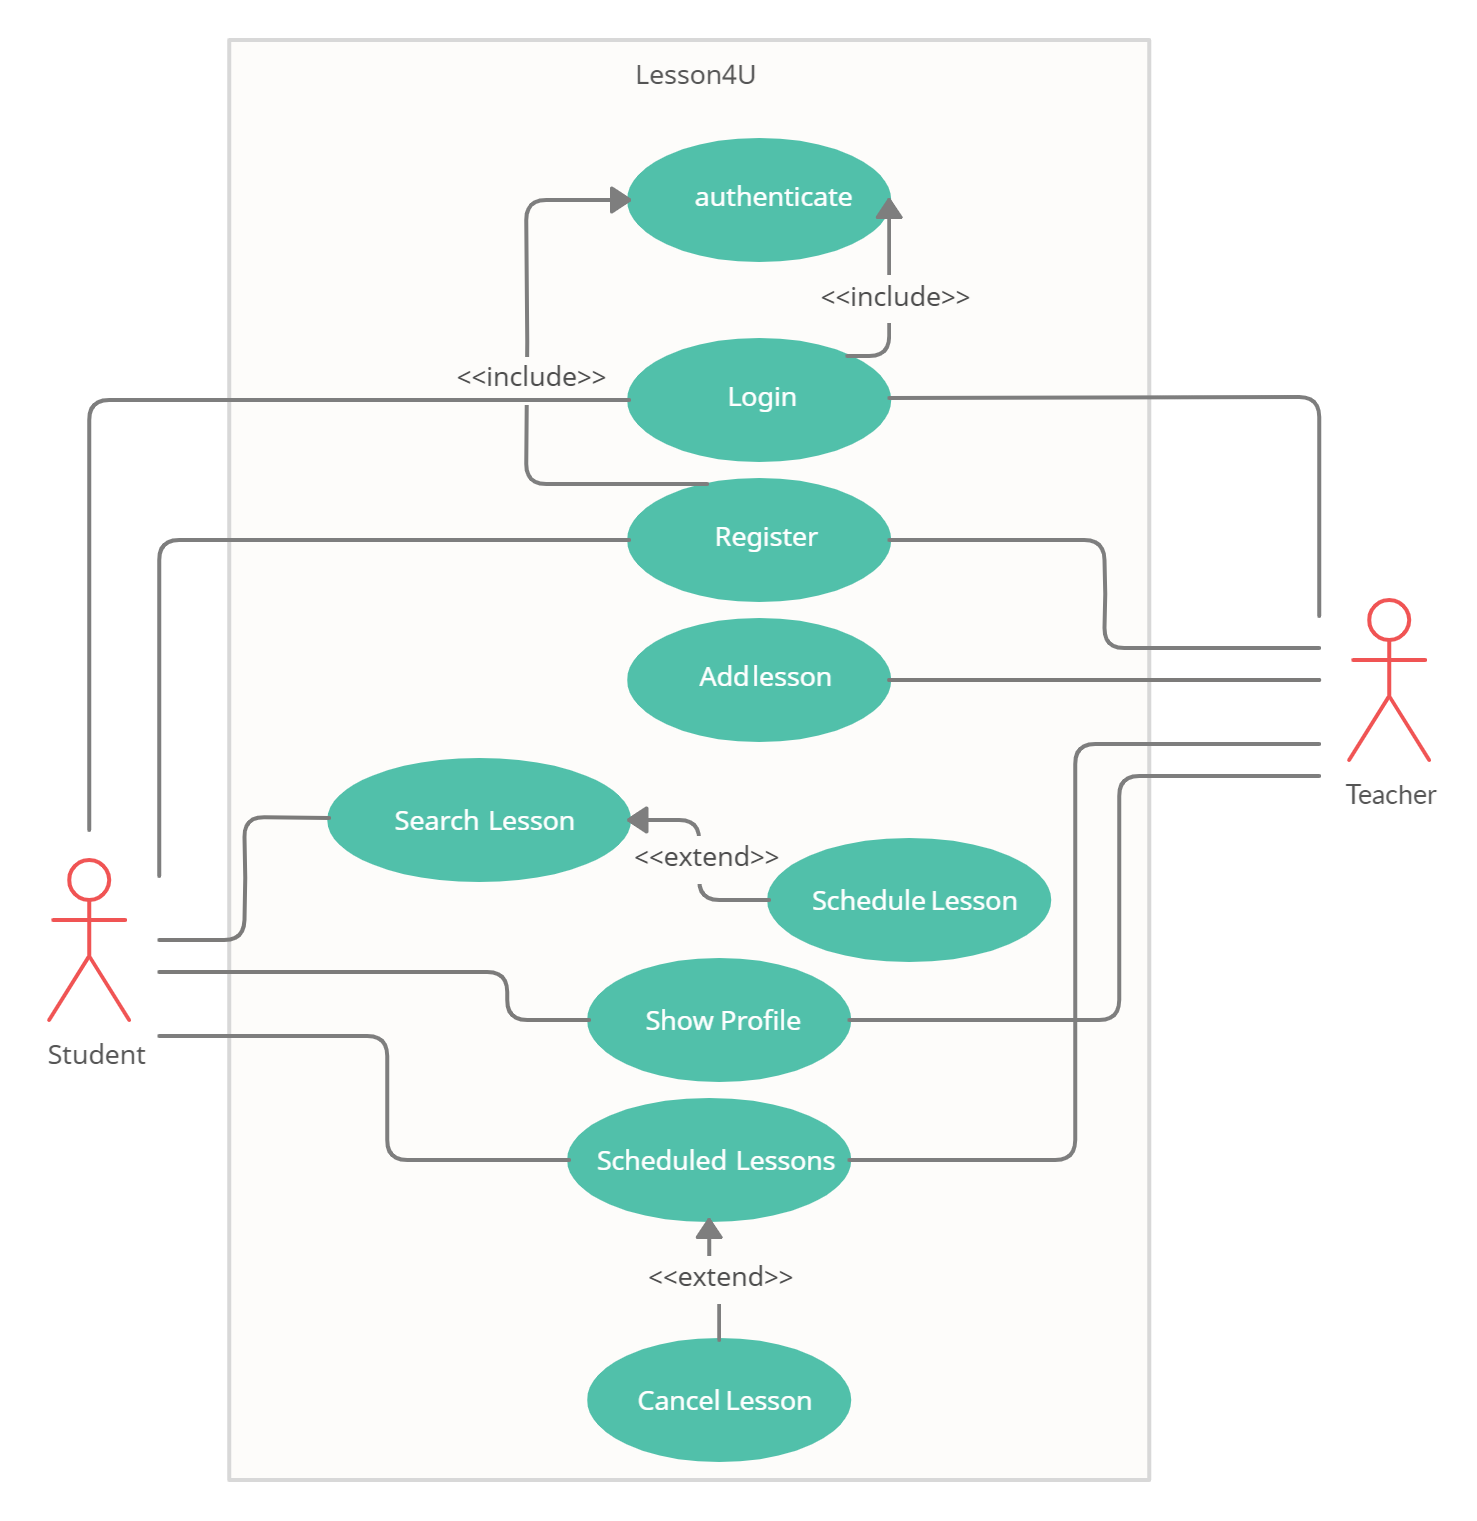 Lesson4U
authenticate
<<include>>
<<include>>
Login
Register
Add lesson
Search Lesson
<<extend>>
Schedule Lesson
Teacher
Show Profile
Student
Scheduled Lessons
<<extend>>
Cancel Lesson